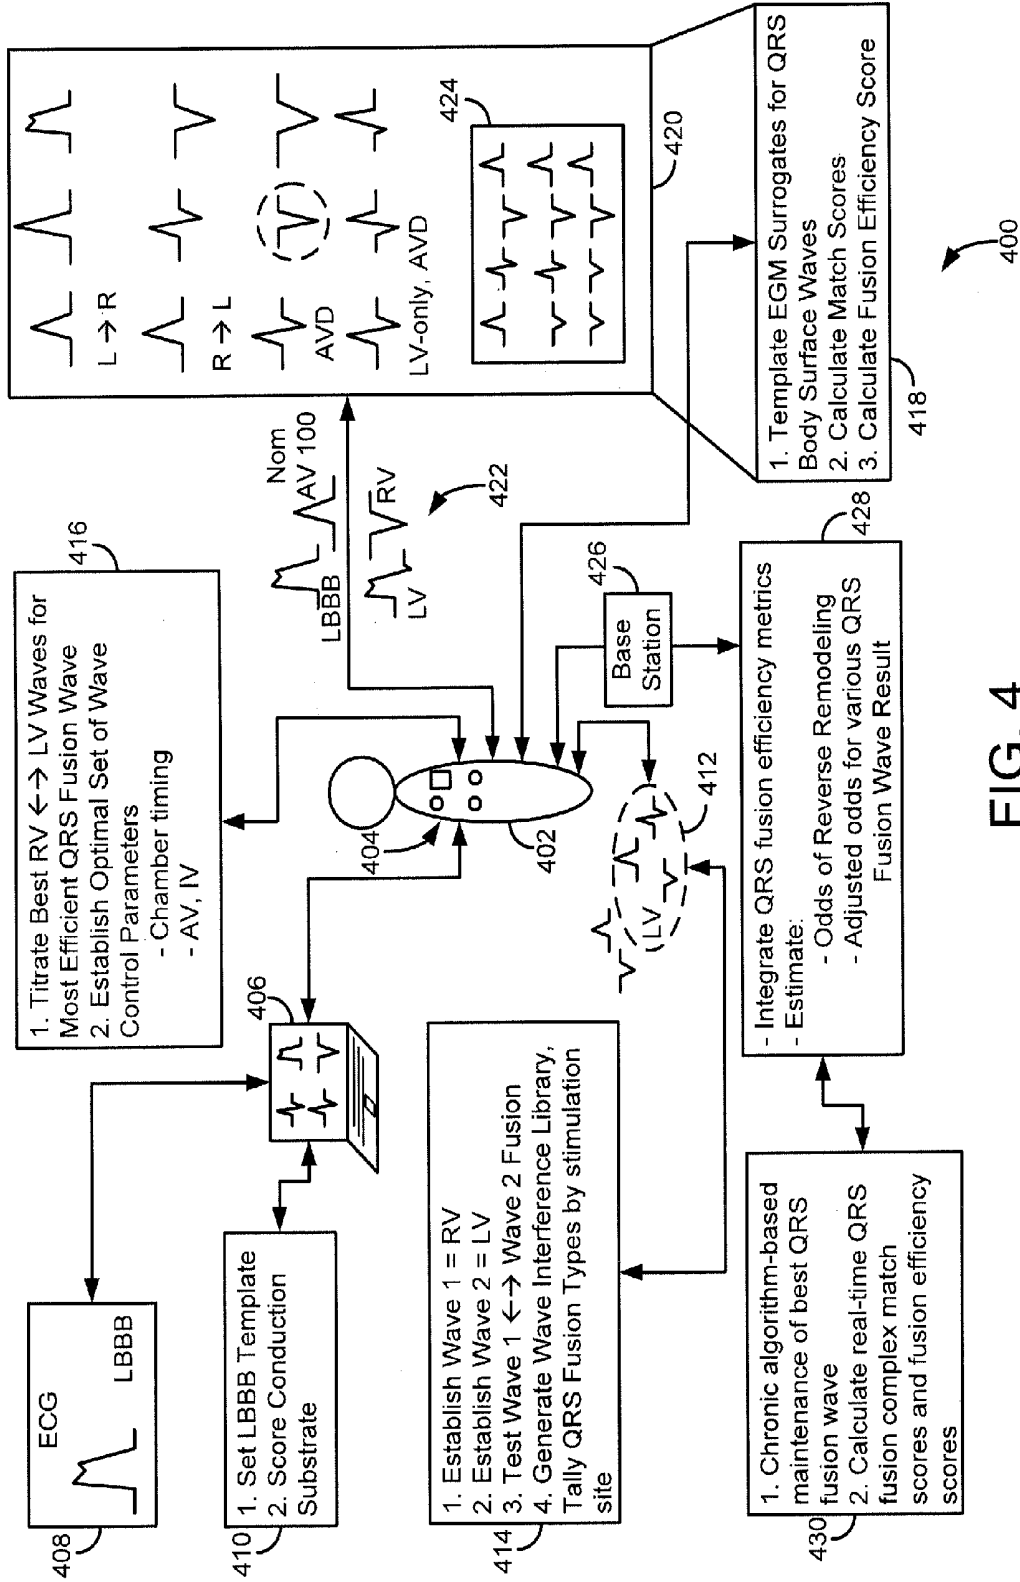 ECG
LBBB
408
1. Set LBBB Template
2. Score Conduction
Substrate
410
406
1. Titrate Best RV ←→ LV Waves for
Most Efficient QRS Fusion Wave
2. Establish Optimal Set of Wave
Control Parameters
- Chamber timing
- AV, IV
416
404
402
LBBB
Nom
AV 100
LV
RV
422
L → R
R → L
AVD
LV-only, AVD
424
420
1. Establish Wave 1 = RV
2. Establish Wave 2 = LV
3. Test Wave 1 ←→ Wave 2 Fusion
4. Generate Wave Interference Library,
Tally QRS Fusion Types by stimulation
site
414
LV
412
Base
Station
426
1. Template EGM Surrogates for QRS
Body Surface Waves
2. Calculate Match Scores
3. Calculate Fusion Efficiency Score
418
1. Chronic algorithm-based
maintenance of best QRS
fusion wave
2. Calculate real-time QRS
fusion complex match
scores and fusion efficiency
scores
430
- Integrate QRS fusion efficiency metrics
- Estimate:
- Odds of Reverse Remodeling
- Adjusted odds for various QRS
Fusion Wave Result
428
400
FIG. 4